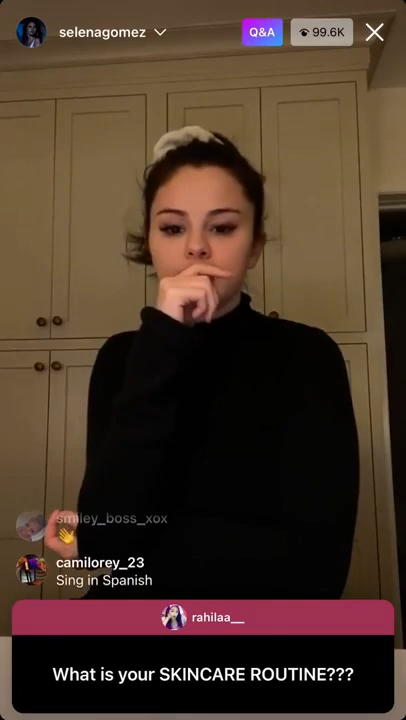 selenagomez
Q&A
99.6K
smiley_boss_xox
👋
camilorey_23
Sing in Spanish
rahilaa__
What is your SKINCARE ROUTINE???